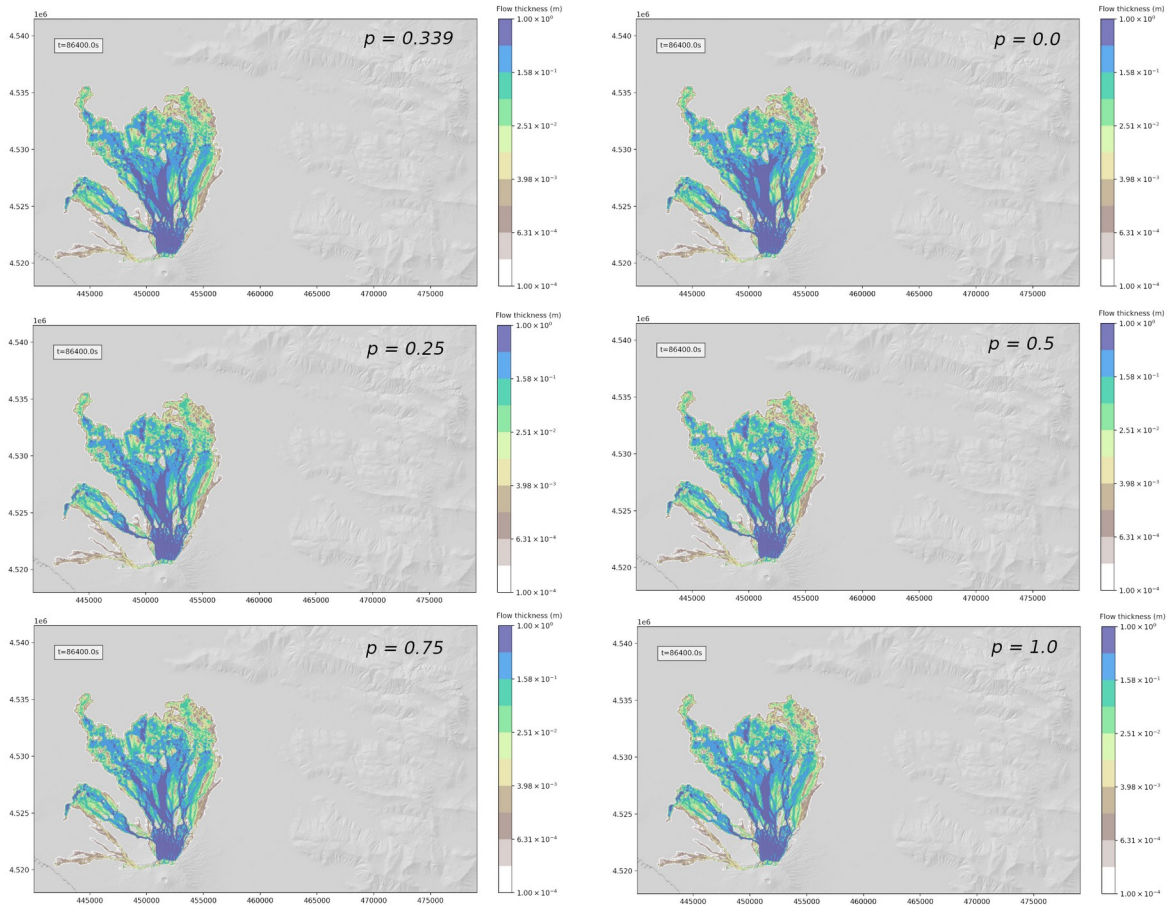 1e6
4.540
4.535
4.530
4.525
4.520
445000 450000 455000 460000 465000 470000 475000
t=86400.0s
p = 0.339
Flow thickness (m)
1.00 × 10⁰
1.58 × 10⁻¹
2.51 × 10⁻²
3.98 × 10⁻³
6.31 × 10⁻⁴
1.00 × 10⁻⁴
1e6
4.540
4.535
4.530
4.525
4.520
445000 450000 455000 460000 465000 470000 475000
t=86400.0s
p = 0.0
Flow thickness (m)
1.00 × 10⁰
1.58 × 10⁻¹
2.51 × 10⁻²
3.98 × 10⁻³
6.31 × 10⁻⁴
1.00 × 10⁻⁴
1e6
4.540
4.535
4.530
4.525
4.520
445000 450000 455000 460000 465000 470000 475000
t=86400.0s
p = 0.25
Flow thickness (m)
1.00 × 10⁰
1.58 × 10⁻¹
2.51 × 10⁻²
3.98 × 10⁻³
6.31 × 10⁻⁴
1.00 × 10⁻⁴
1e6
4.540
4.535
4.530
4.525
4.520
445000 450000 455000 460000 465000 470000 475000
t=86400.0s
p = 0.5
Flow thickness (m)
1.00 × 10⁰
1.58 × 10⁻¹
2.51 × 10⁻²
3.98 × 10⁻³
6.31 × 10⁻⁴
1.00 × 10⁻⁴
1e6
4.540
4.535
4.530
4.525
4.520
445000 450000 455000 460000 465000 470000 475000
t=86400.0s
p = 0.75
Flow thickness (m)
1.00 × 10⁰
1.58 × 10⁻¹
2.51 × 10⁻²
3.98 × 10⁻³
6.31 × 10⁻⁴
1.00 × 10⁻⁴
1e6
4.540
4.535
4.530
4.525
4.520
445000 450000 455000 460000 465000 470000 475000
t=86400.0s
p = 1.0
Flow thickness (m)
1.00 × 10⁰
1.58 × 10⁻¹
2.51 × 10⁻²
3.98 × 10⁻³
6.31 × 10⁻⁴
1.00 × 10⁻⁴